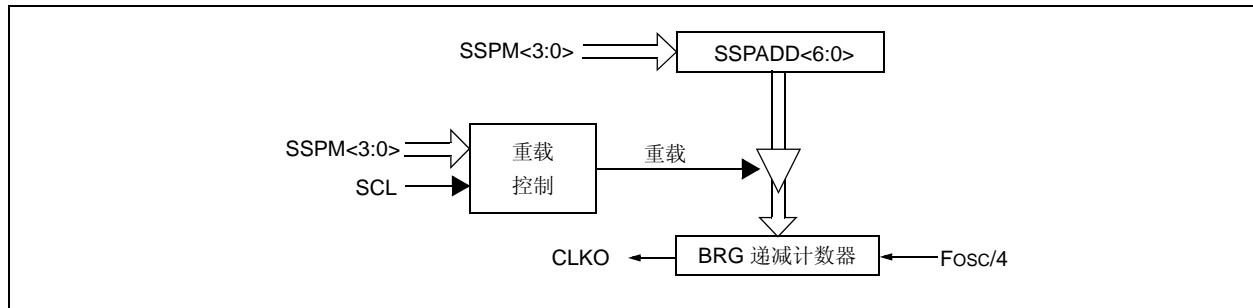 SSPM<3:0>
SSPADD<6:0>
SSPM<3:0>
SCL
重载
控制
重载
CLKO
BRG 递减计数器
FOSC/4